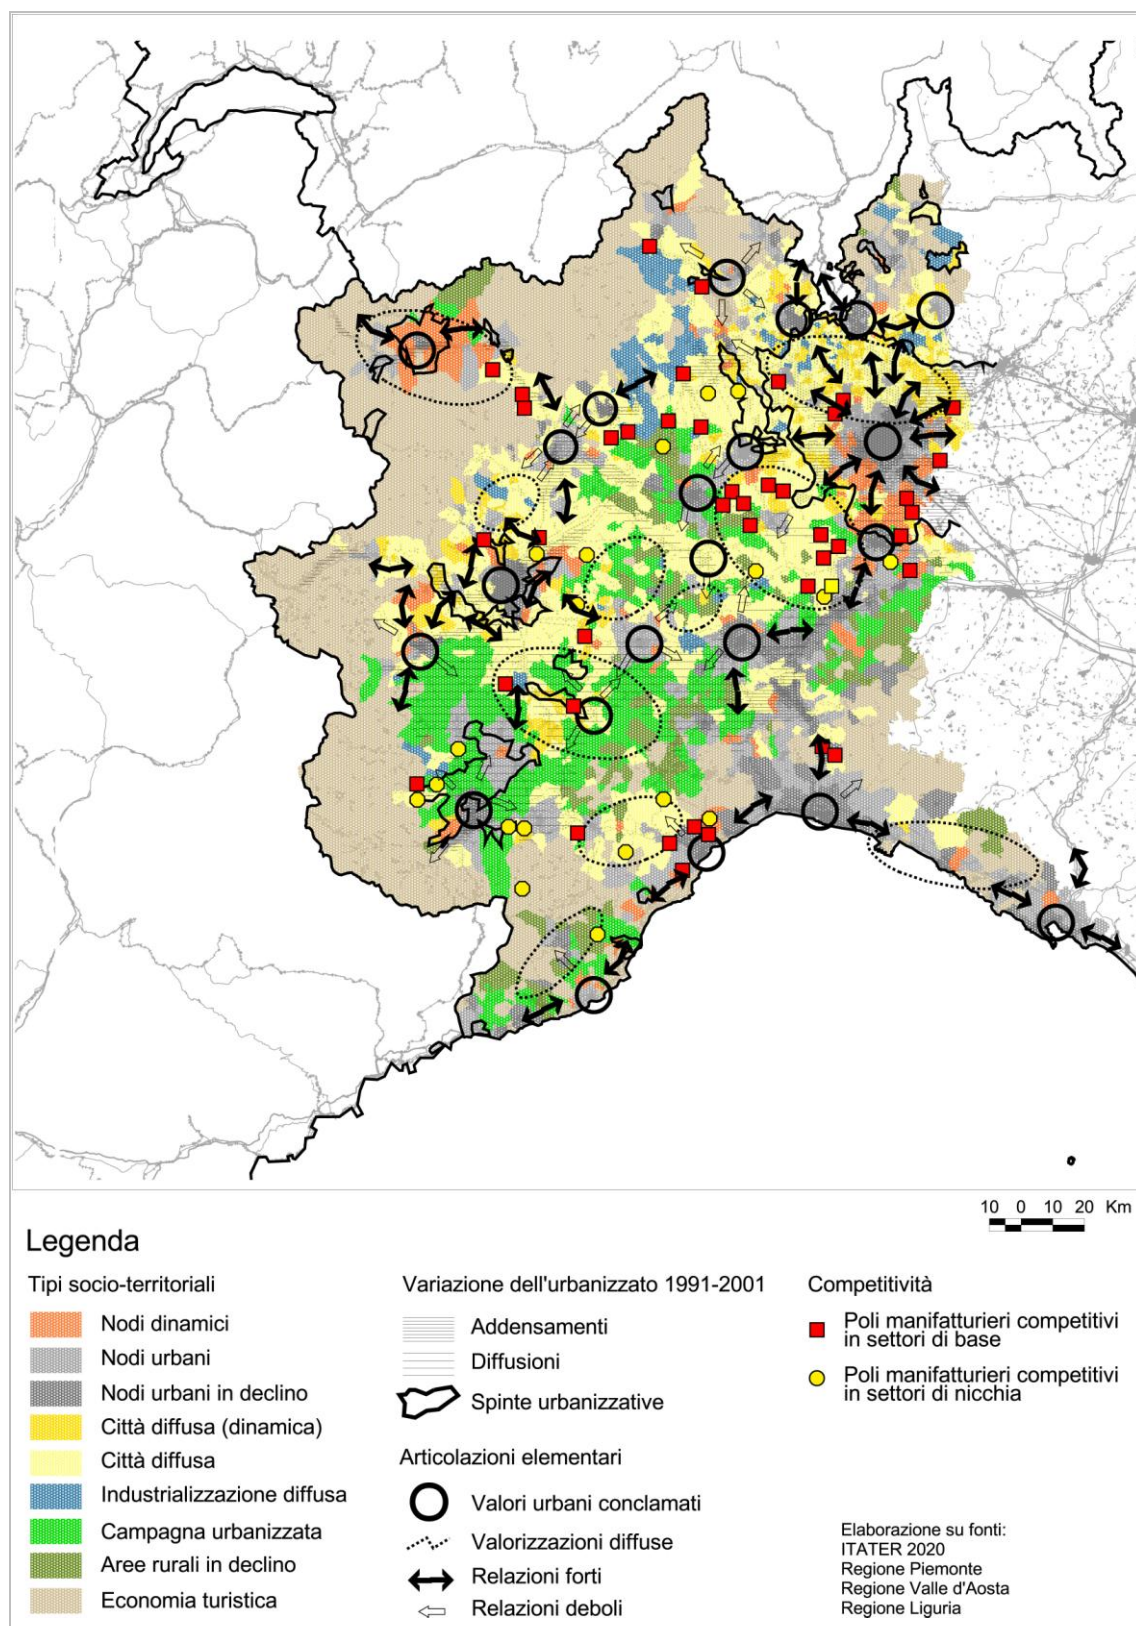 10 0 10 20 Km
Legenda
Tipi socio-territoriali
Nodi dinamici
Nodi urbani
Nodi urbani in declino
Città diffusa (dinamica)
Città diffusa
Industrializzazione diffusa
Campagna urbanizzata
Aree rurali in declino
Economia turistica
Variazione dell'urbanizzato 1991-2001
Addensamenti
Diffusioni
Spinte urbanizzative
Articolazioni elementari
Valori urbani conclamati
Valorizzazioni diffuse
Relazioni forti
Relazioni deboli
Competitività
Poli manifatturieri competitivi
in settori di base
Poli manifatturieri competitivi
in settori di nicchia
Elaborazione su fonti:
ITATER 2020
Regione Piemonte
Regione Valle d'Aosta
Regione Liguria